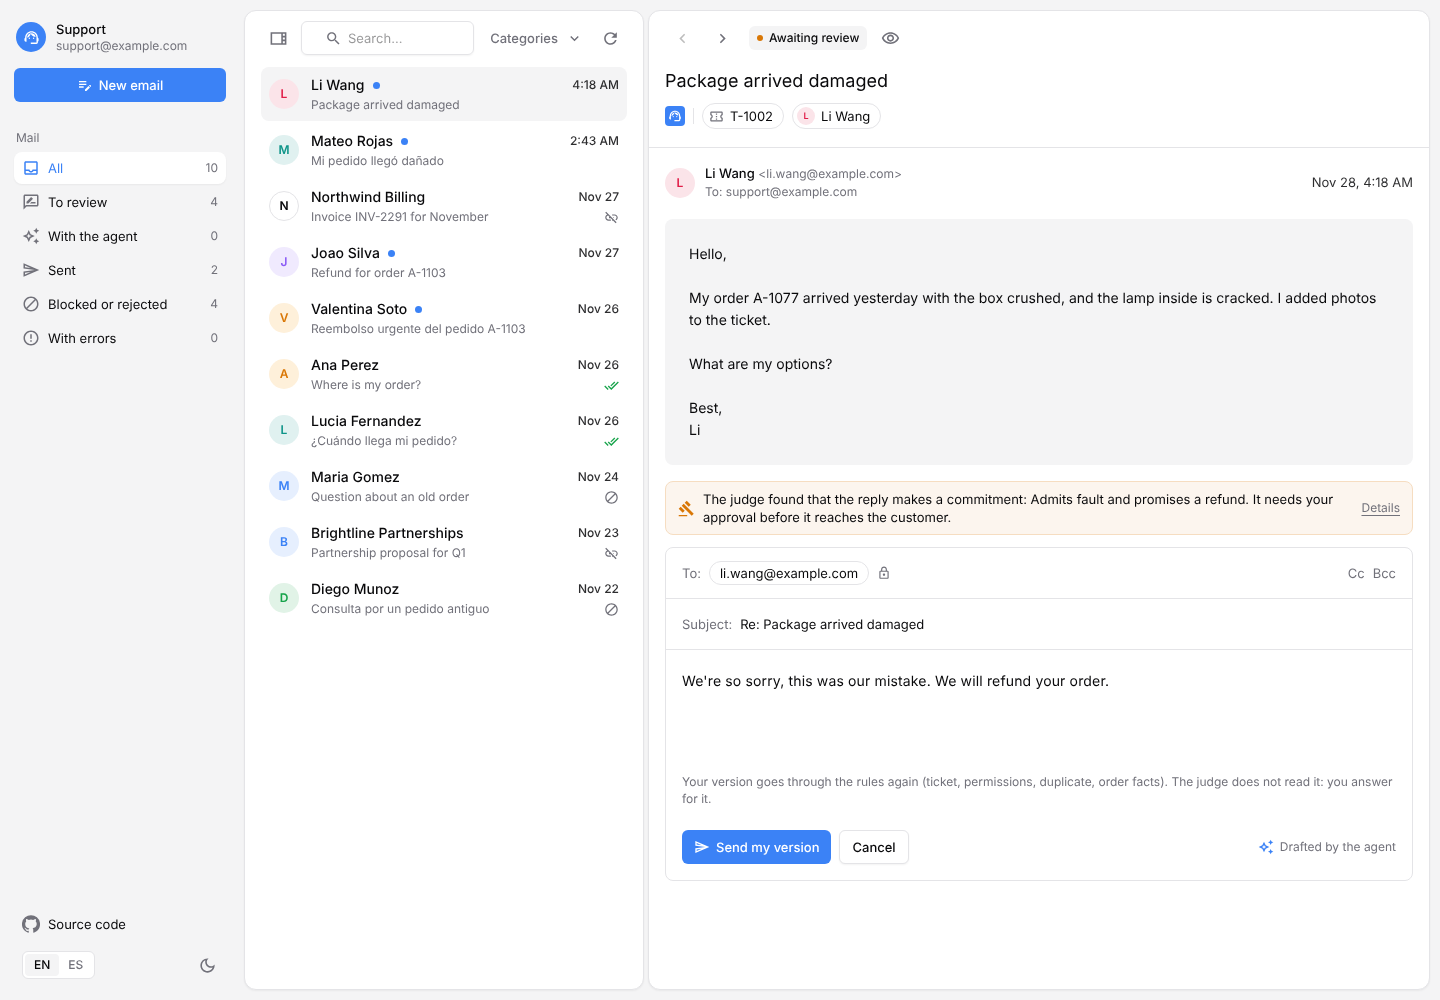 Support
support@example.com
New email
Mail
All 10
To review 4
With the agent 0
Sent 2
Blocked or rejected 4
With errors 0
Source code
EN ES
Search...
Categories
L
Li Wang
4:18 AM
Package arrived damaged
M
Mateo Rojas
2:43 AM
Mi pedido llegó dañado
N
Northwind Billing
Nov 27
Invoice INV-2291 for November
J
Joao Silva
Nov 27
Refund for order A-1103
V
Valentina Soto
Nov 26
Reembolso urgente del pedido A-1103
A
Ana Perez
Nov 26
Where is my order?
L
Lucia Fernandez
Nov 26
¿Cuándo llega mi pedido?
M
Maria Gomez
Nov 24
Question about an old order
B
Brightline Partnerships
Nov 23
Partnership proposal for Q1
D
Diego Munoz
Nov 22
Consulta por un pedido antiguo
Awaiting review
Package arrived damaged
T-1002
L
Li Wang
L
Li Wang <li.wang@example.com>
To: support@example.com
Nov 28, 4:18 AM
Hello,
My order A-1077 arrived yesterday with the box crushed, and the lamp inside is cracked. I added photos
to the ticket.
What are my options?
Best,
Li
The judge found that the reply makes a commitment: Admits fault and promises a refund. It needs your
approval before it reaches the customer.
Details
To: li.wang@example.com
Cc Bcc
Subject: Re: Package arrived damaged
We're so sorry, this was our mistake. We will refund your order.
Your version goes through the rules again (ticket, permissions, duplicate, order facts). The judge does not read it: you answer
for it.
Send my version
Cancel
Drafted by the agent